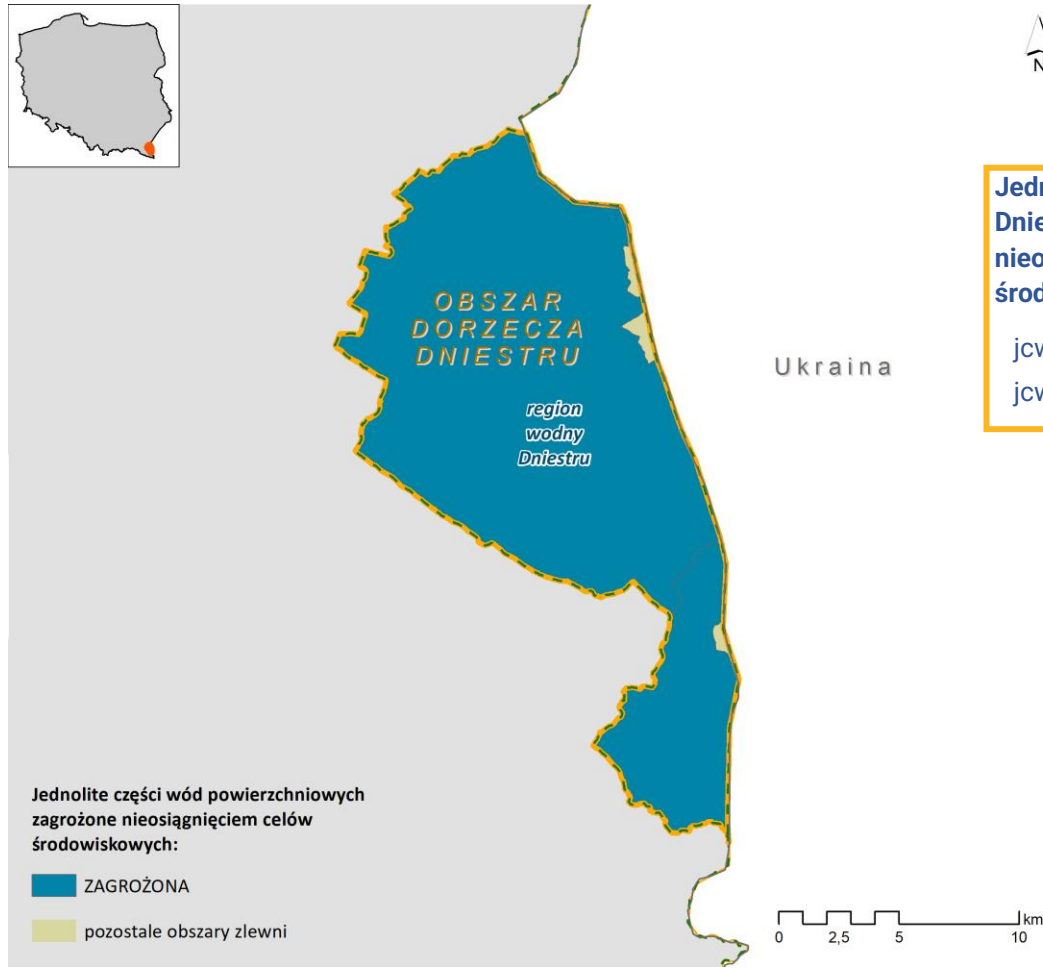 N
OBSZAR
DORZECZA
DNIESTRU
region
wodny
Dniestru
Ukraina
Jednolite części wód powierzchniowych
zagrożone nieosiągnięciem celów
środowiskowych:
ZAGROŻONA
pozostałe obszary zlewni
km
0 2,5 5 10